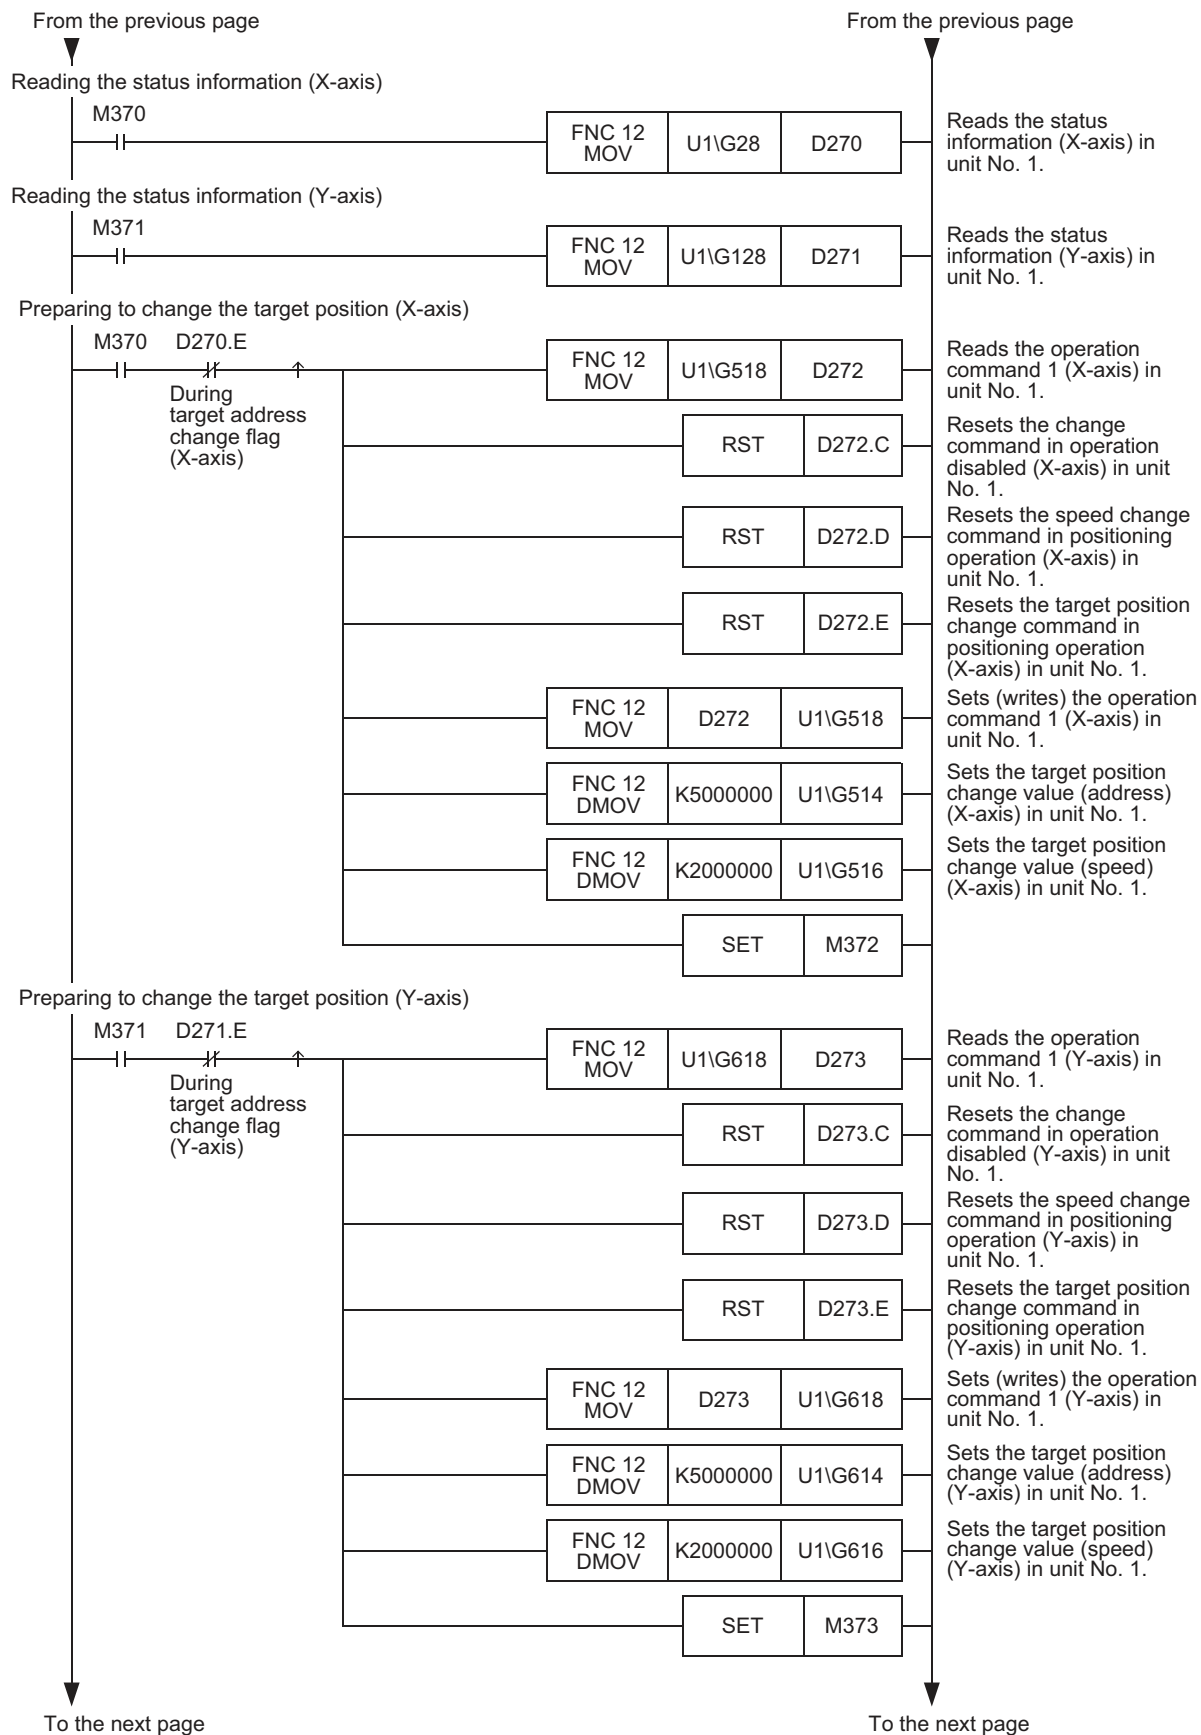 From the previous page
From the previous page
Reading the status information (X-axis)
M370
FNC 12
MOV
U1\G28
D270
Reads the status
information (X-axis) in
unit No. 1.
Reading the status information (Y-axis)
M371
FNC 12
MOV
U1\G128
D271
Reads the status
information (Y-axis) in
unit No. 1.
Preparing to change the target position (X-axis)
M370
D270.E
During
target address
change flag
(X-axis)
FNC 12
MOV
U1\G518
D272
Reads the operation
command 1 (X-axis) in
unit No. 1.
RST
D272.C
Resets the change
command in operation
disabled (X-axis) in unit
No. 1.
RST
D272.D
Resets the speed change
command in positioning
operation (X-axis) in
unit No. 1.
RST
D272.E
Resets the target position
change command in
positioning operation
(X-axis) in unit No. 1.
FNC 12
MOV
D272
U1\G518
Sets (writes) the operation
command 1 (X-axis) in
unit No. 1.
FNC 12
DMOV
K5000000
U1\G514
Sets the target position
change value (address)
(X-axis) in unit No. 1.
FNC 12
DMOV
K2000000
U1\G516
Sets the target position
change value (speed)
(X-axis) in unit No. 1.
SET
M372
Preparing to change the target position (Y-axis)
M371
D271.E
During
target address
change flag
(Y-axis)
FNC 12
MOV
U1\G618
D273
Reads the operation
command 1 (Y-axis) in
unit No. 1.
RST
D273.C
Resets the change
command in operation
disabled (Y-axis) in unit
No. 1.
RST
D273.D
Resets the speed change
command in positioning
operation (Y-axis) in
unit No. 1.
RST
D273.E
Resets the target position
change command in
positioning operation
(Y-axis) in unit No. 1.
FNC 12
MOV
D273
U1\G618
Sets (writes) the operation
command 1 (Y-axis) in
unit No. 1.
FNC 12
DMOV
K5000000
U1\G614
Sets the target position
change value (address)
(Y-axis) in unit No. 1.
FNC 12
DMOV
K2000000
U1\G616
Sets the target position
change value (speed)
(Y-axis) in unit No. 1.
SET
M373
To the next page
To the next page